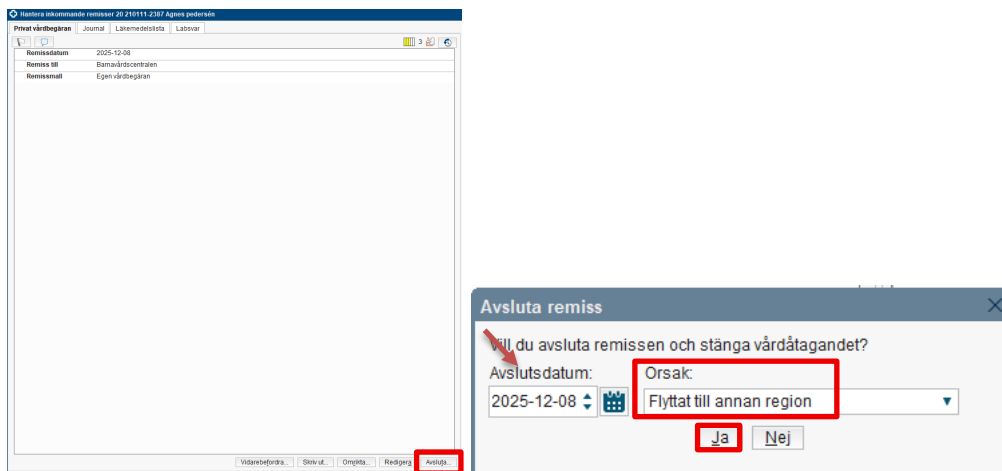 Hantera inkommande remisser 20 210111-2387 Agnes pedersén
Privat vårdbegäran Journal Läkemedelslista Labsvar
3
Remissdatum 2025-12-08
Remiss till Barnavårdscentralen
Remissmall Egen vårdbegäran
Vidarebefordra... Skriv ut... Omrikta... Redigera Avsluta...
Avsluta remiss
Vill du avsluta remissen och stänga vårdåtagandet?
Avslutsdatum: Orsak:
2025-12-08 Flyttat till annan region
Ja Nej